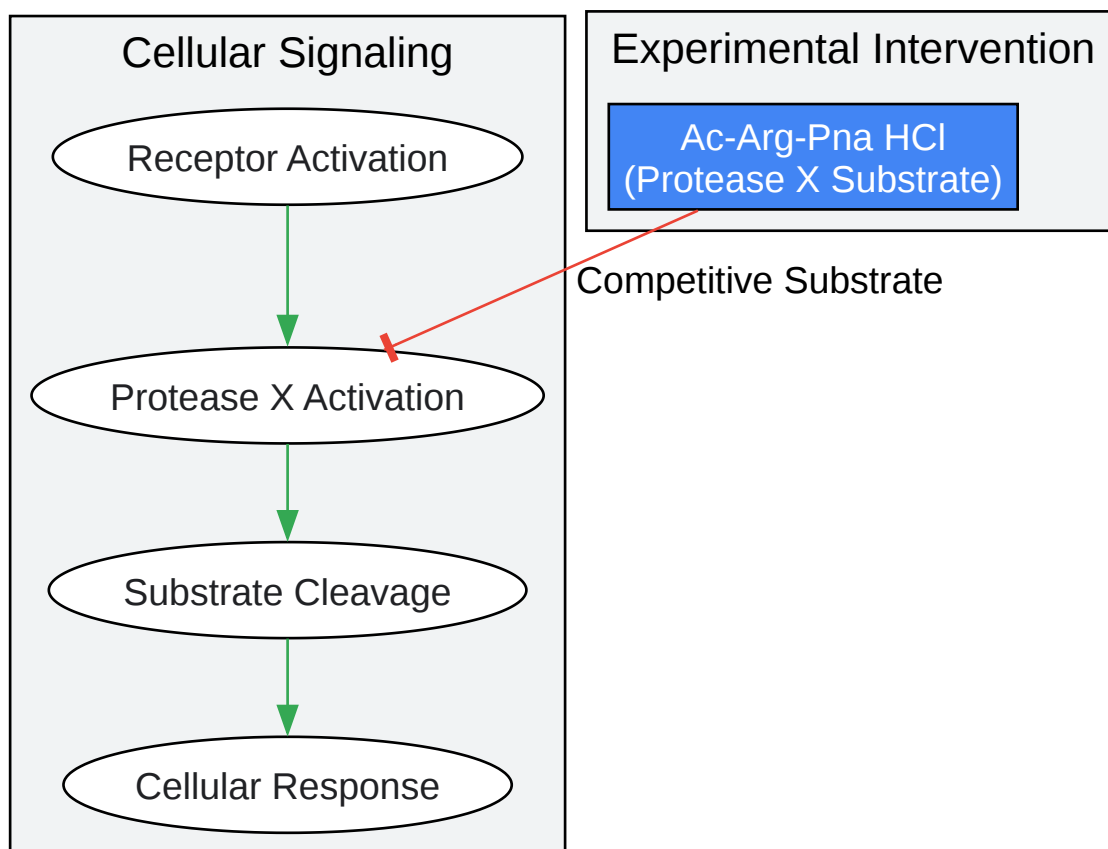 Cellular Signaling
Receptor Activation
Protease X Activation
Substrate Cleavage
Cellular Response
Experimental Intervention
Ac-Arg-Pna HCl
(Protease X Substrate)
Competitive Substrate